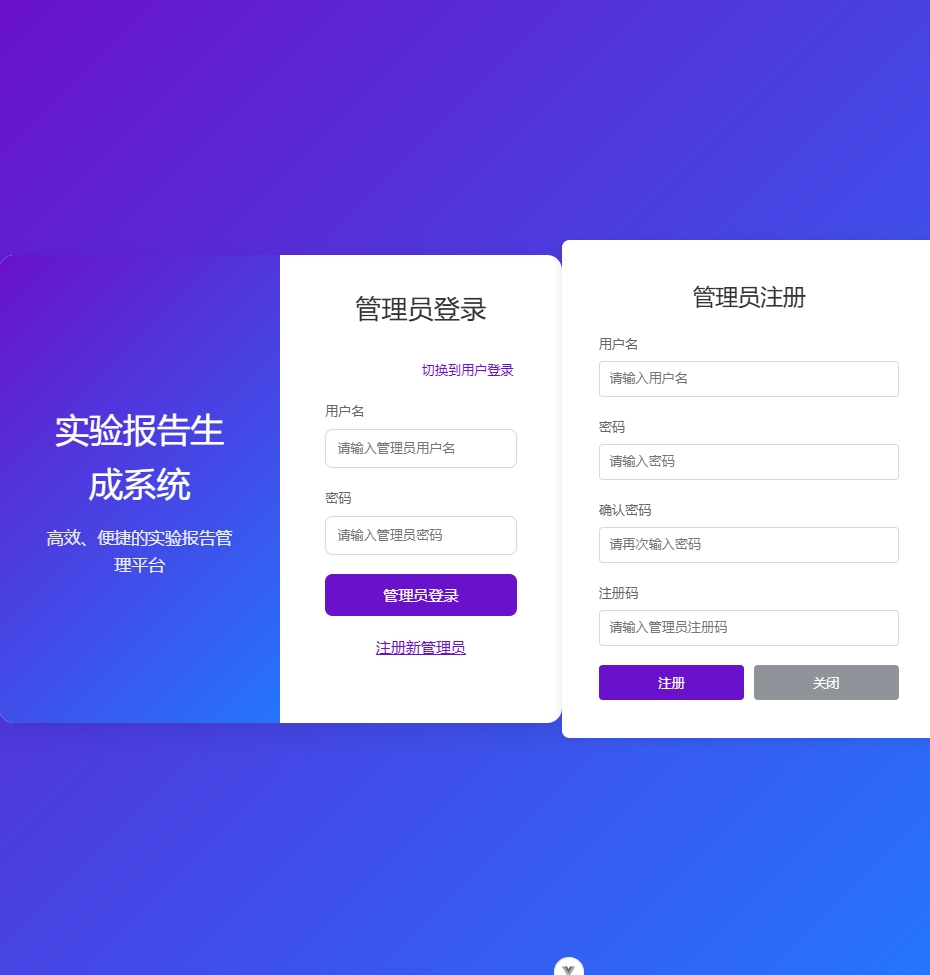 实验报告生
成系统
高效、便捷的实验报告管
理平台
管理员登录
切换到用户登录
用户名
请输入管理员用户名
密码
请输入管理员密码
管理员登录
注册新管理员
管理员注册
用户名
请输入用户名
密码
请输入密码
确认密码
请再次输入密码
注册码
请输入管理员注册码
注册
关闭